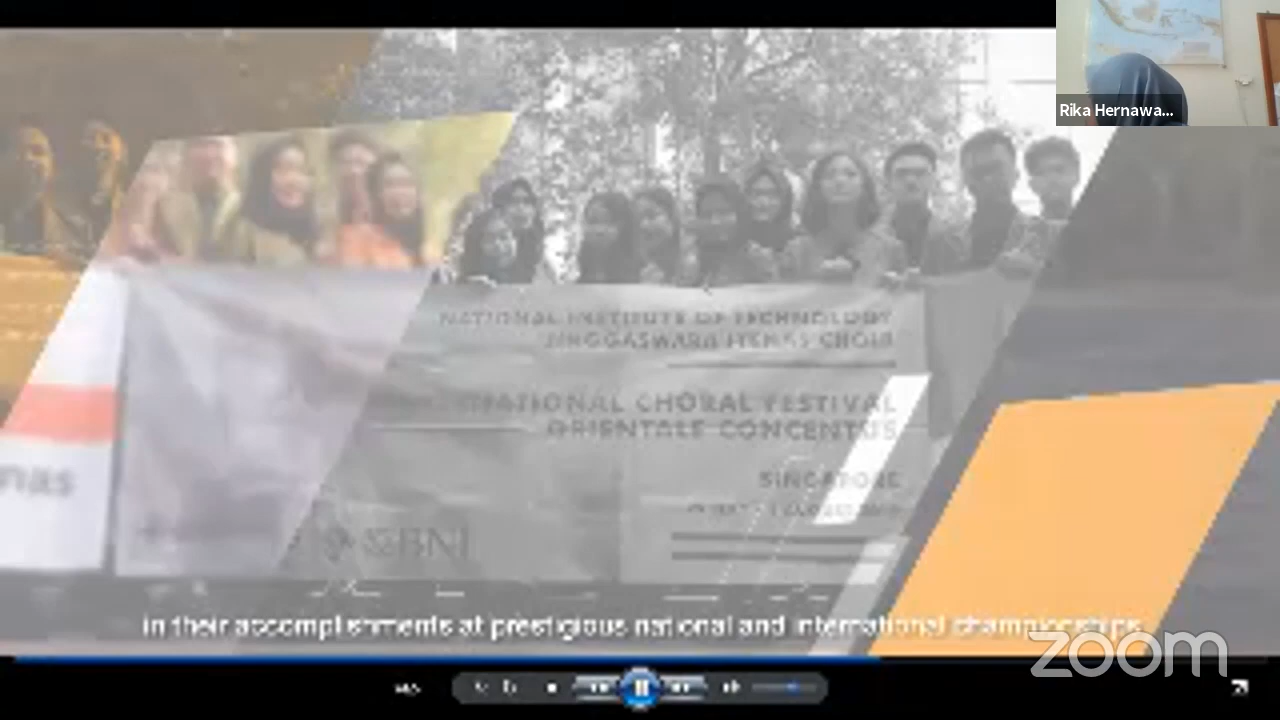 Rika Hernawa...
NATIONAL INSTITUTE OF TECHNOLOGY
ITENAS CHOIR
NATIONAL CHORAL FESTIVAL
ORIENTALE CONCENTUS
SINGAPORE
nas
BNI
in their accomplishments at prestigious national and international championships
zoom